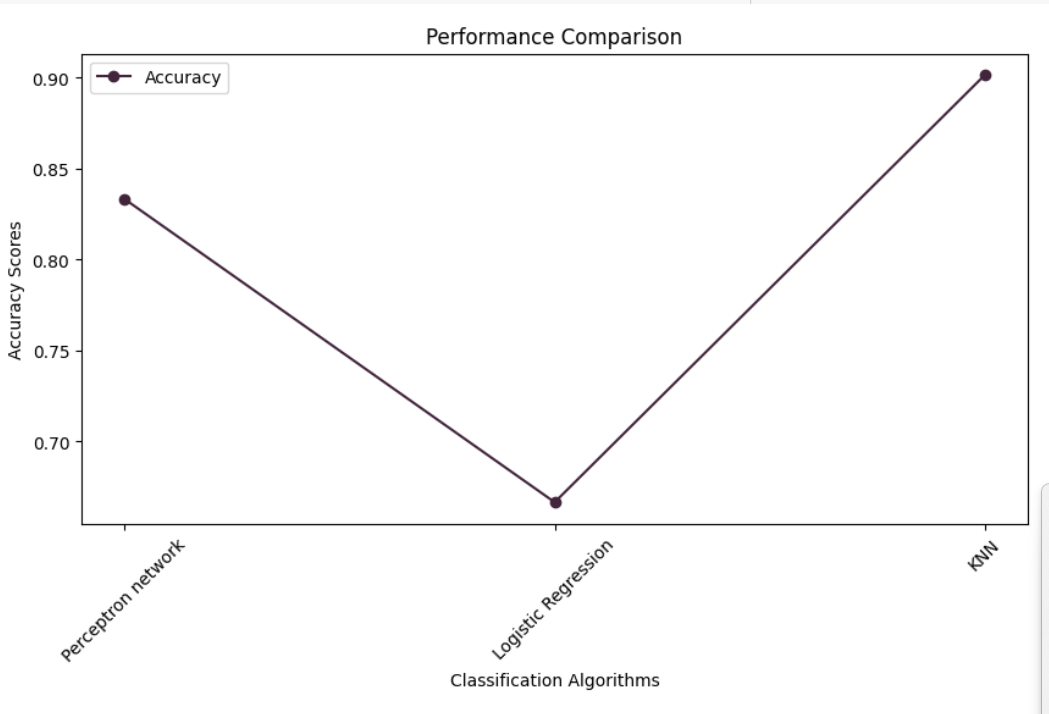 Performance Comparison
Accuracy
0.90
0.85
0.80
0.75
0.70
Accuracy Scores
Perceptron network
Logistic Regression
KNN
Classification Algorithms